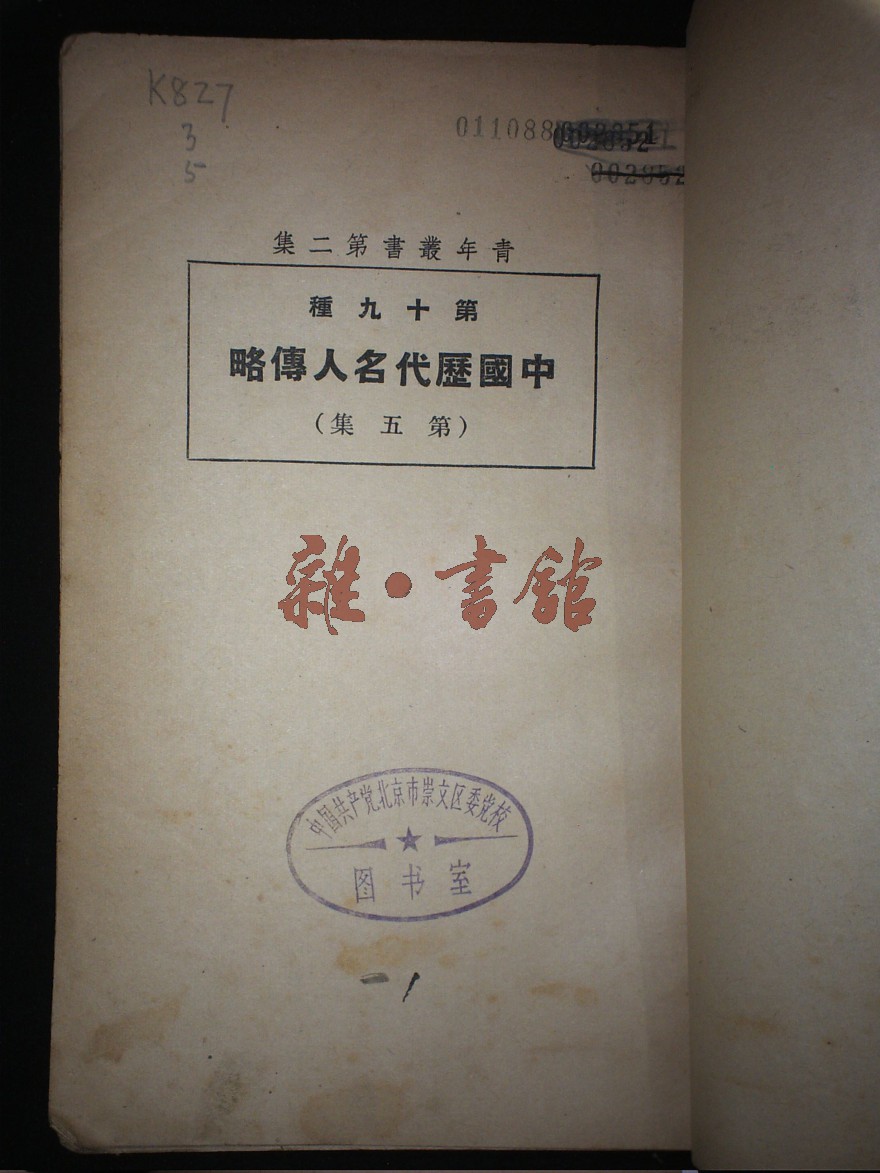 K827
3
5
011088
002852
青年叢書第二集
第十九種
中國歷代名人傳略
（第五集）
雜·書館
中国共产党北京市崇文区委党校
图书室